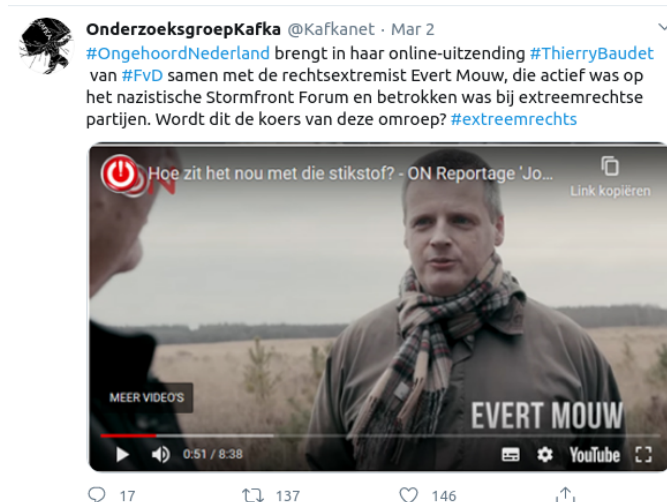 OnderzoeksgroepKafka @Kafkanet · Mar 2
#OngehoordNederland brengt in haar online-uitzending #ThierryBaudet
van #FvD samen met de rechtsextremist Evert Mouw, die actief was op
het nazistische Stormfront Forum en betrokken was bij extreemrechtse
partijen. Wordt dit de koers van deze omroep? #extreemrechts
Hoe zit het nou met die stikstof? - ON Reportage 'Jo...
Link kopiëren
MEER VIDEO'S
EVERT MOUW
0:51 / 8:38
YouTube
17 137 146